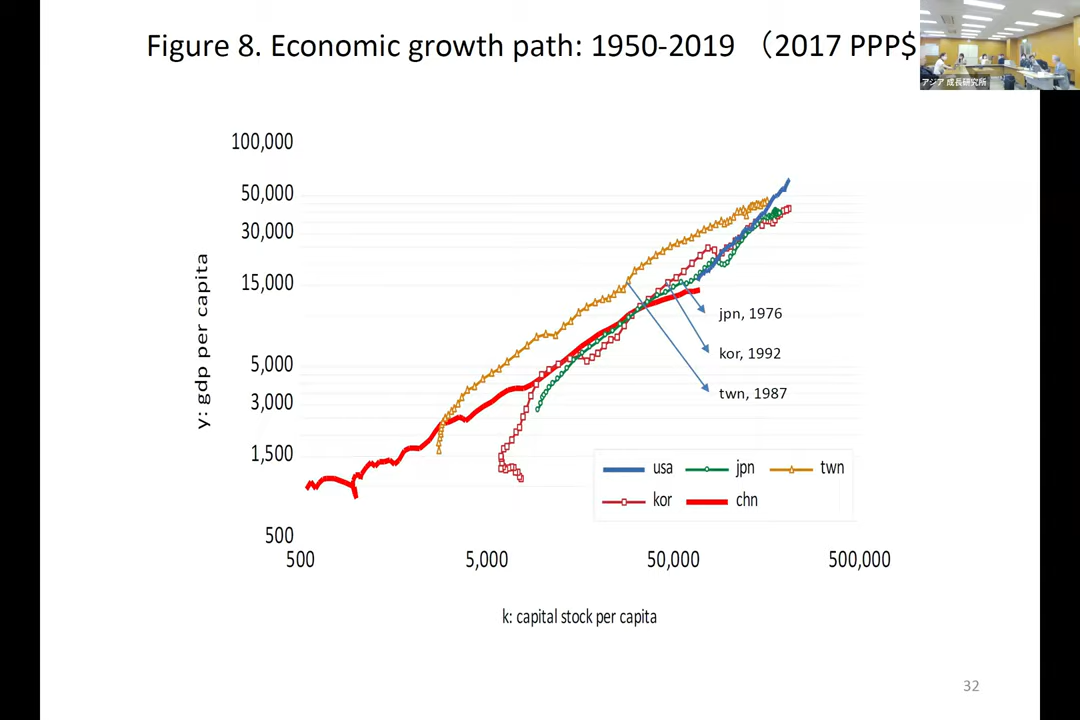 Figure 8. Economic growth path: 1950-2019 （2017 PPP$
アジア 成長研究所
100,000
50,000
30,000
15,000
5,000
3,000
1,500
500
y: gdp per capita
jpn, 1976
kor, 1992
twn, 1987
usa jpn twn
kor chn
500 5,000 50,000 500,000
k: capital stock per capita
32